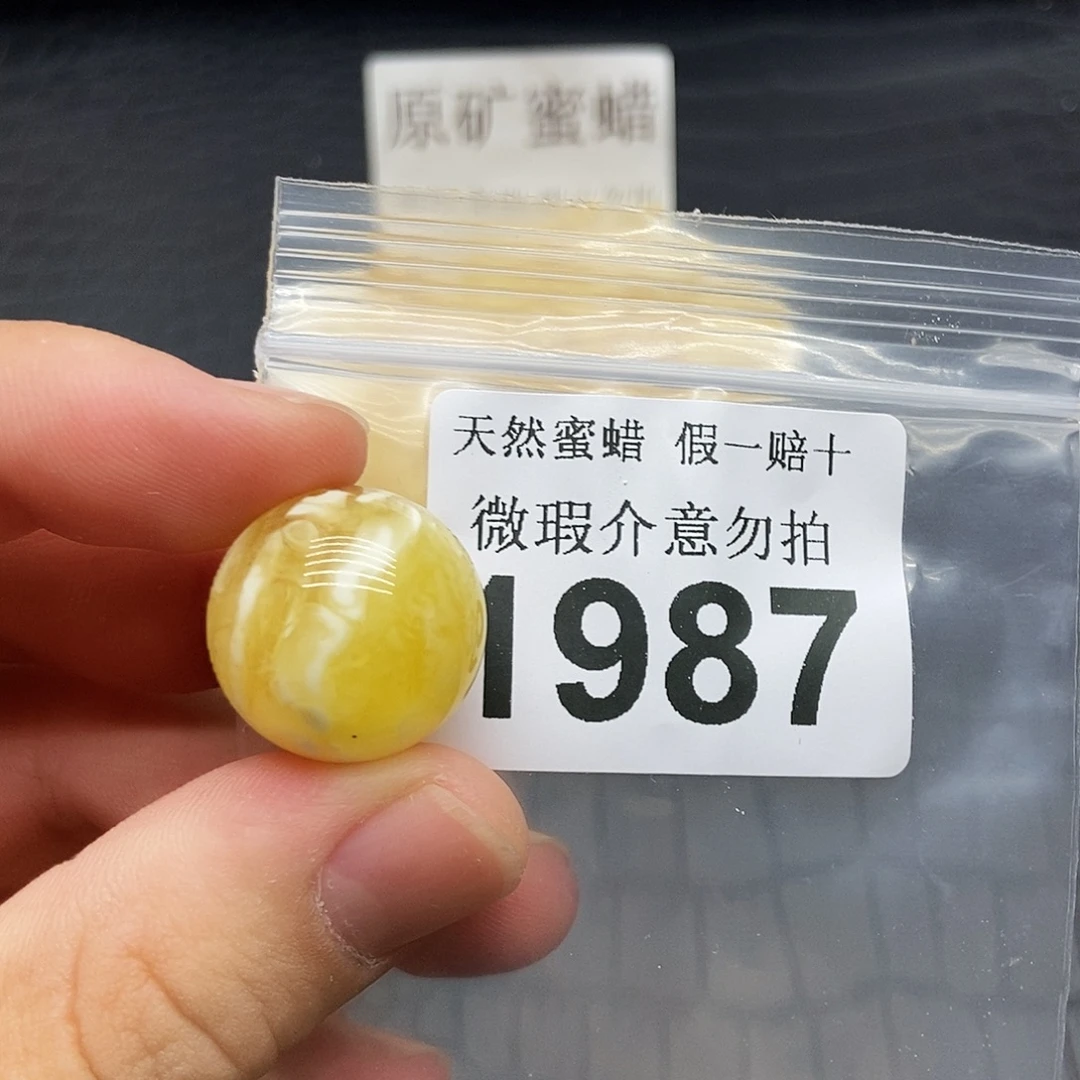 原矿蜜蜡
天然蜜蜡 假一赔十
微瑕介意勿拍
1987